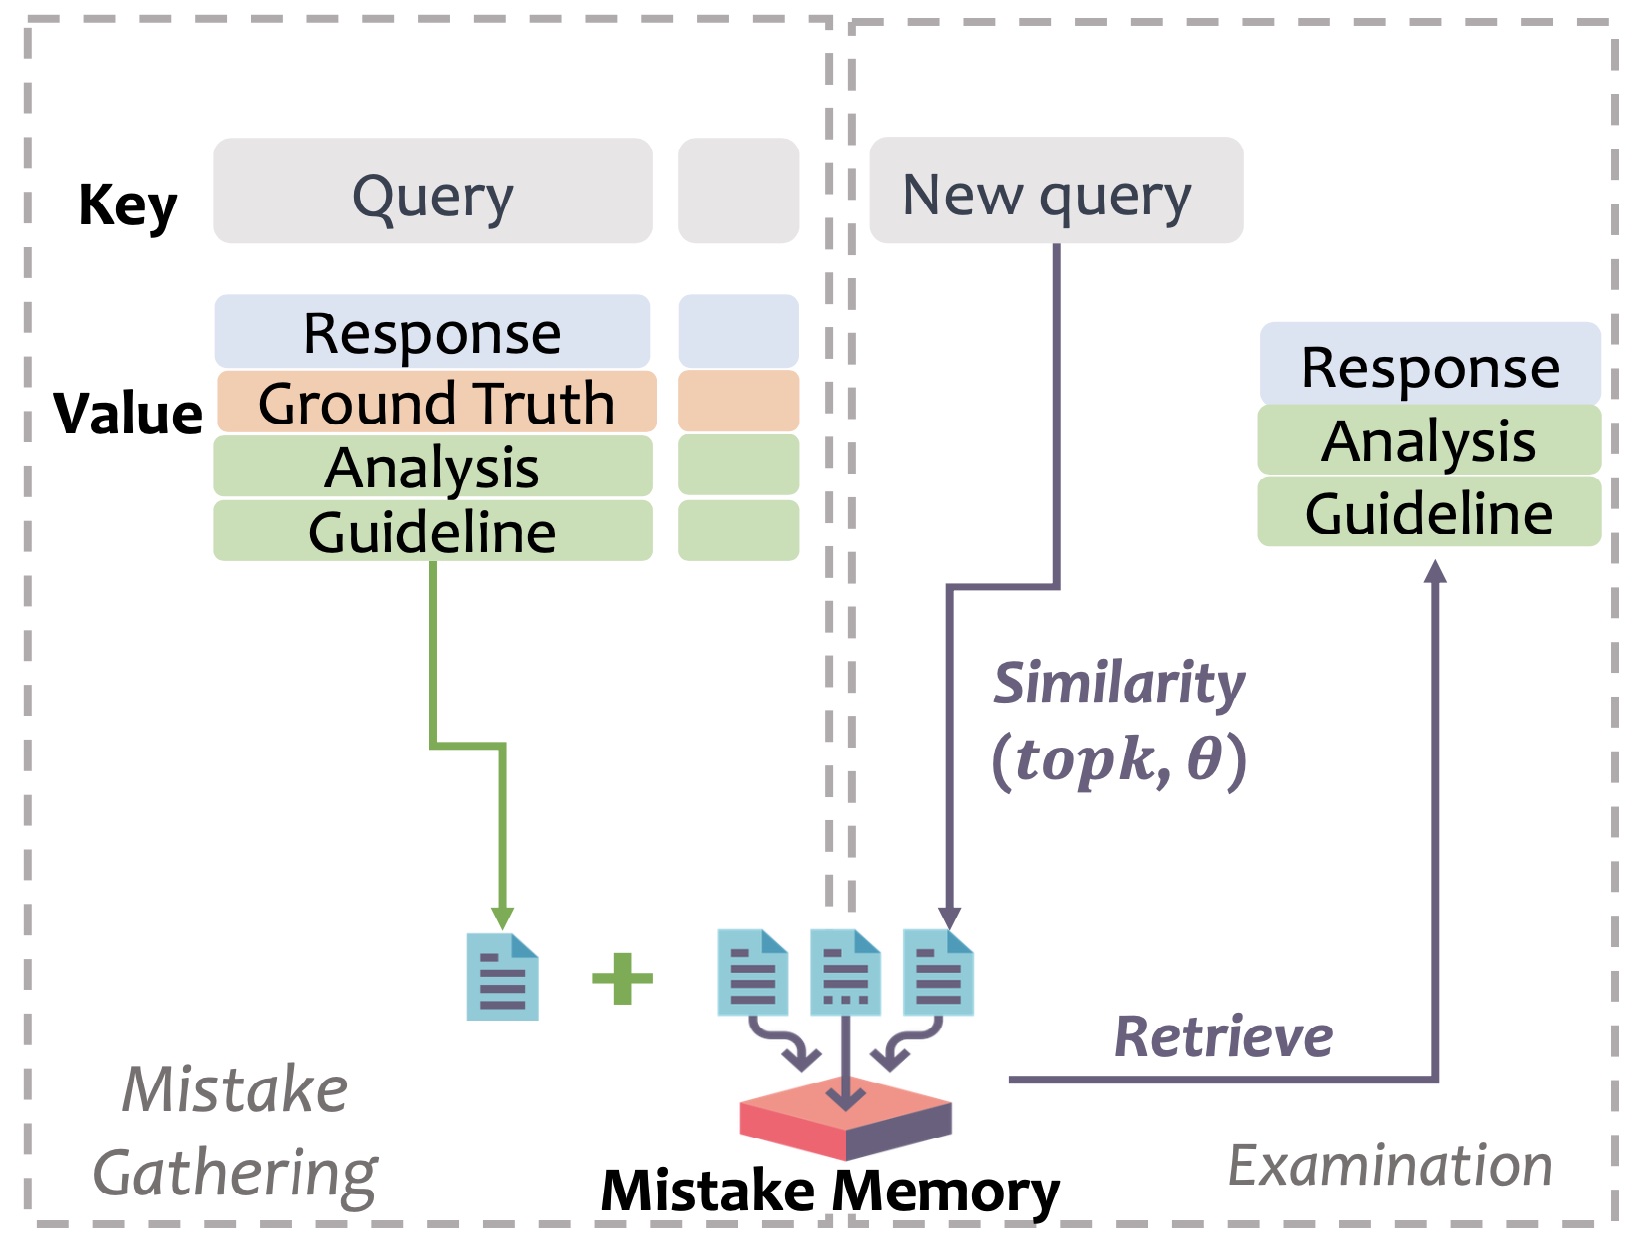 Key
Query
Value
Response
Ground Truth
Analysis
Guideline
Mistake
Gathering
New query
Similarity
(topk, θ)
Response
Analysis
Guideline
Retrieve
Examination
Mistake Memory